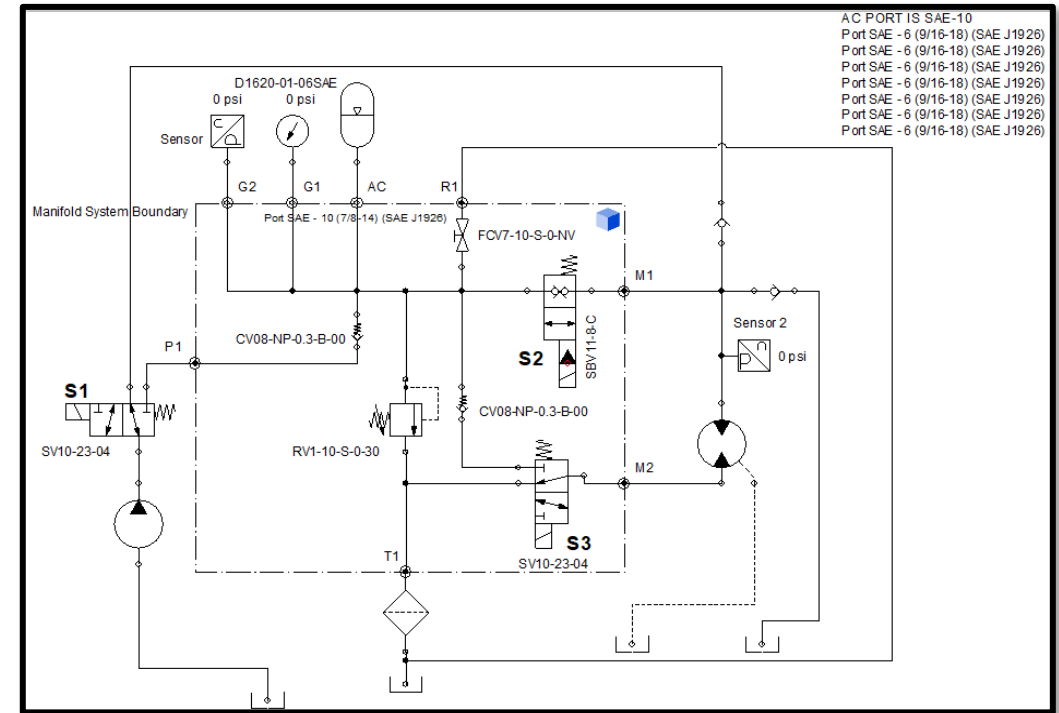 AC PORT IS SAE-10
Port SAE - 6 (9/16-18) (SAE J1926)
Port SAE - 6 (9/16-18) (SAE J1926)
Port SAE - 6 (9/16-18) (SAE J1926)
Port SAE - 6 (9/16-18) (SAE J1926)
Port SAE - 6 (9/16-18) (SAE J1926)
Port SAE - 6 (9/16-18) (SAE J1926)
Port SAE - 6 (9/16-18) (SAE J1926)
D1620-01-06SAE
0 psi
0 psi
Sensor
G2
G1
AC
R1
Manifold System Boundary
Port SAE - 10 (7/8-14) (SAE J1926)
FCV7-10-S-0-NV
M1
Sensor 2
0 psi
CV08-NP-0.3-B-00
P1
S2
SBV11-8-C
S1
SV10-23-04
CV08-NP-0.3-B-00
RV1-10-S-0-30
M2
S3
SV10-23-04
T1